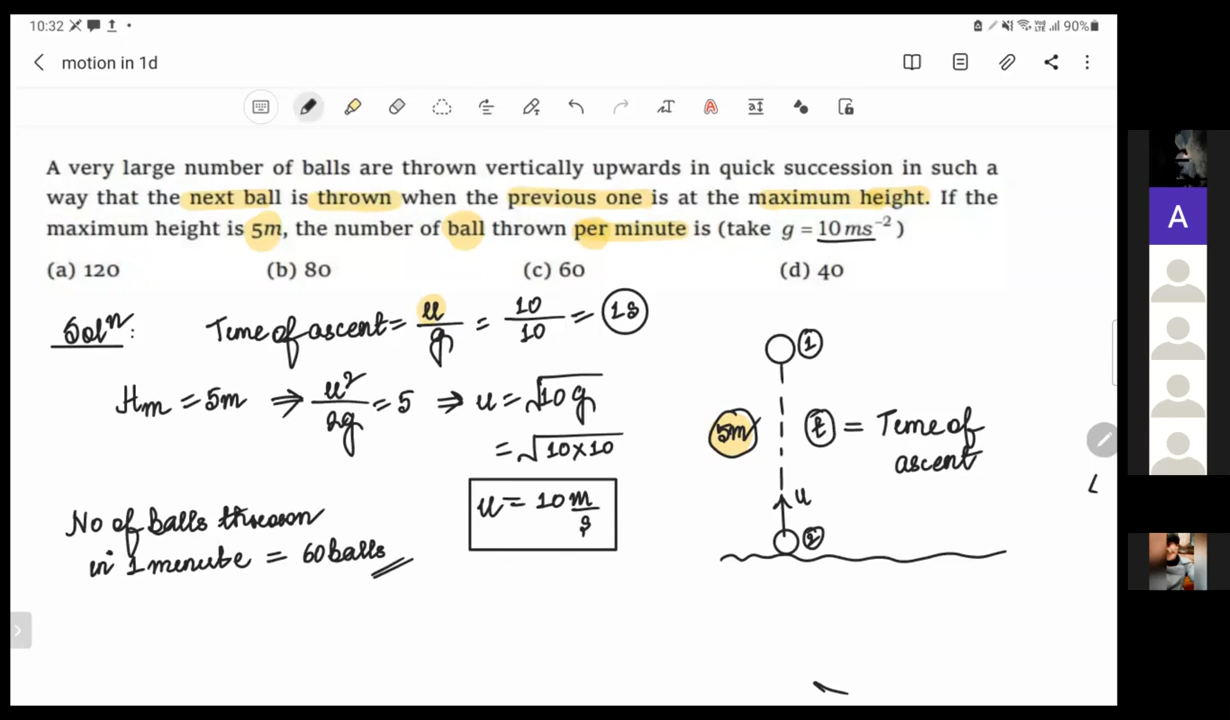 10:32
90%
motion in 1d
A very large number of balls are thrown vertically upwards in quick succession in such a
way that the next ball is thrown when the previous one is at the maximum height. If the
maximum height is 5m, the number of ball thrown per minute is (take g = 10 ms⁻² )
(a) 120 (b) 80 (c) 60 (d) 40
Solⁿ: Time of ascent = u/g = 10/10 = 1s
Hm = 5m ⇒ u²/2g = 5 ⇒ u = √10g
= √10×10
u = 10 m/s
No of balls thrown
in 1 minute = 60 balls
1
5m t = Time of
ascent
u
2
A